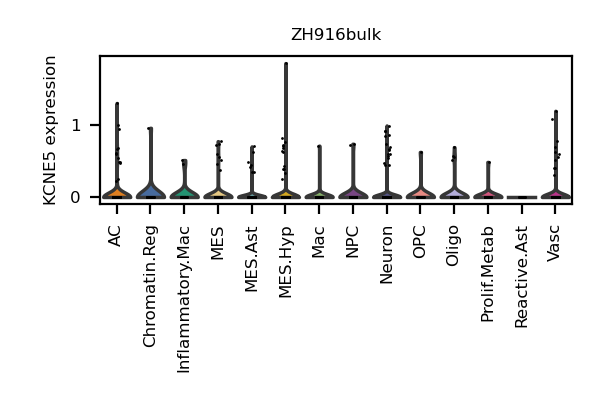 ZH916bulk
KCNE5 expression
1
0
AC
Chromatin.Reg
Inflammatory.Mac
MES
MES.Ast
MES.Hyp
Mac
NPC
Neuron
OPC
Oligo
Prolif.Metab
Reactive.Ast
Vasc